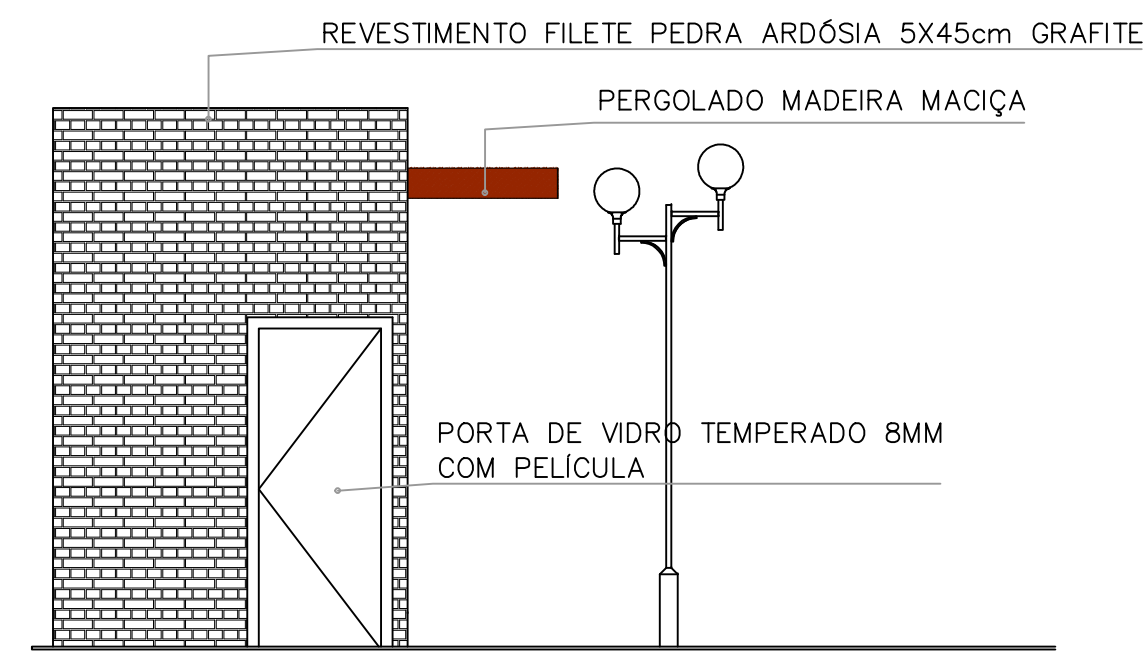 REVESTIMENTO FILETE PEDRA ARDÓSIA 5X45cm GRAFITE
PERGOLADO MADEIRA MACIÇA
PORTA DE VIDRO TEMPERADO 8MM
COM PELÍCULA